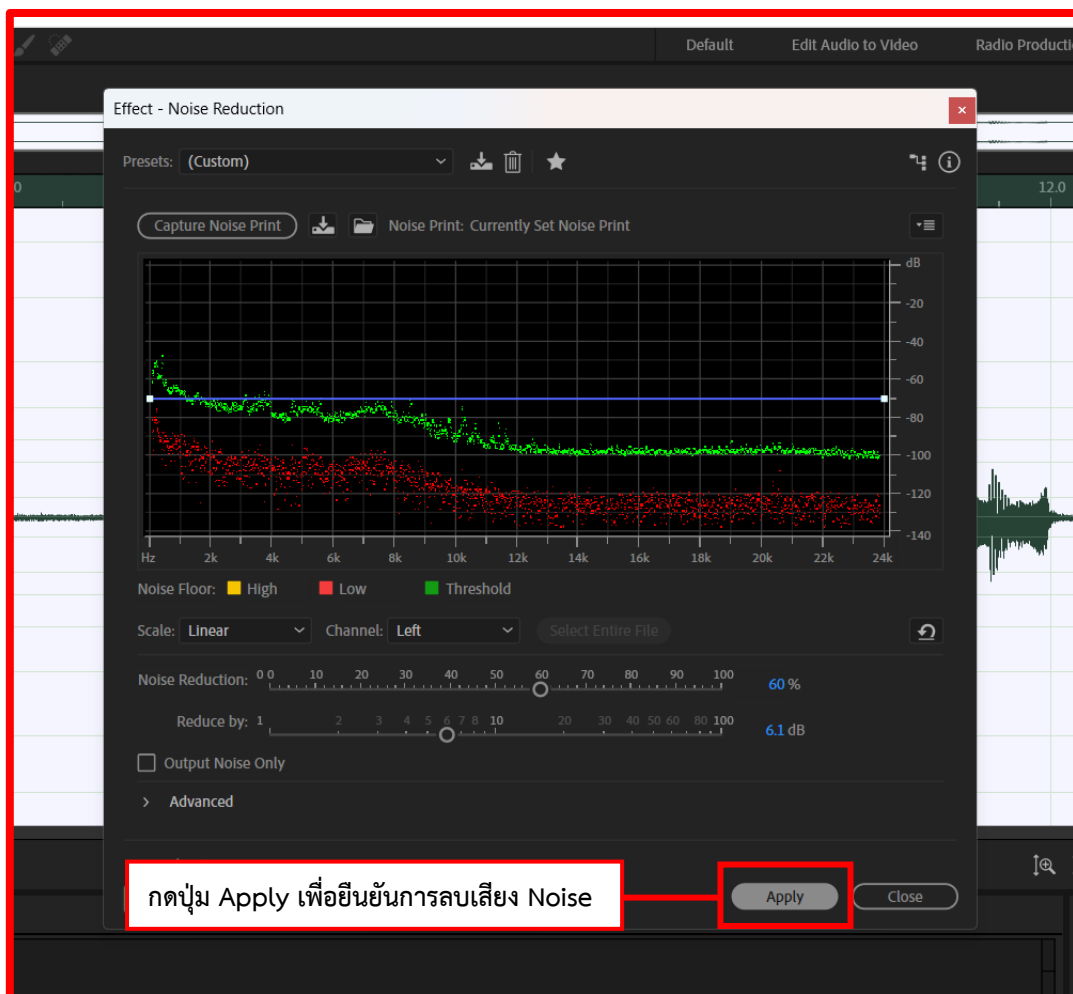 Default Edit Audio to Video Radio Producti
Effect - Noise Reduction
Presets: (Custom)
0 12.0
Capture Noise Print Noise Print: Currently Set Noise Print
dB
-20
-40
-60
-80
-100
-120
-140
Hz 2k 4k 6k 8k 10k 12k 14k 16k 18k 20k 22k 24k
Noise Floor: High Low Threshold
Scale: Linear Channel: Left Select Entire File
Noise Reduction: 0 0 10 20 30 40 50 60 70 80 90 100 60 %
Reduce by: 1 2 3 4 5 6 7 8 10 20 30 40 50 60 80 100 6.1 dB
Output Noise Only
Advanced
กดปุ่ม Apply เพื่อยืนยันการลบเสียง Noise Apply Close